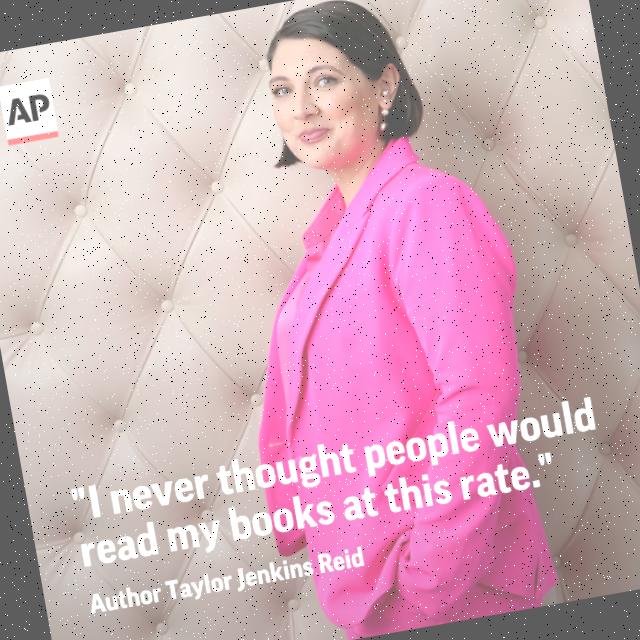 AP
"I never thought people would
read my books at this rate."
Author Taylor Jenkins Reid